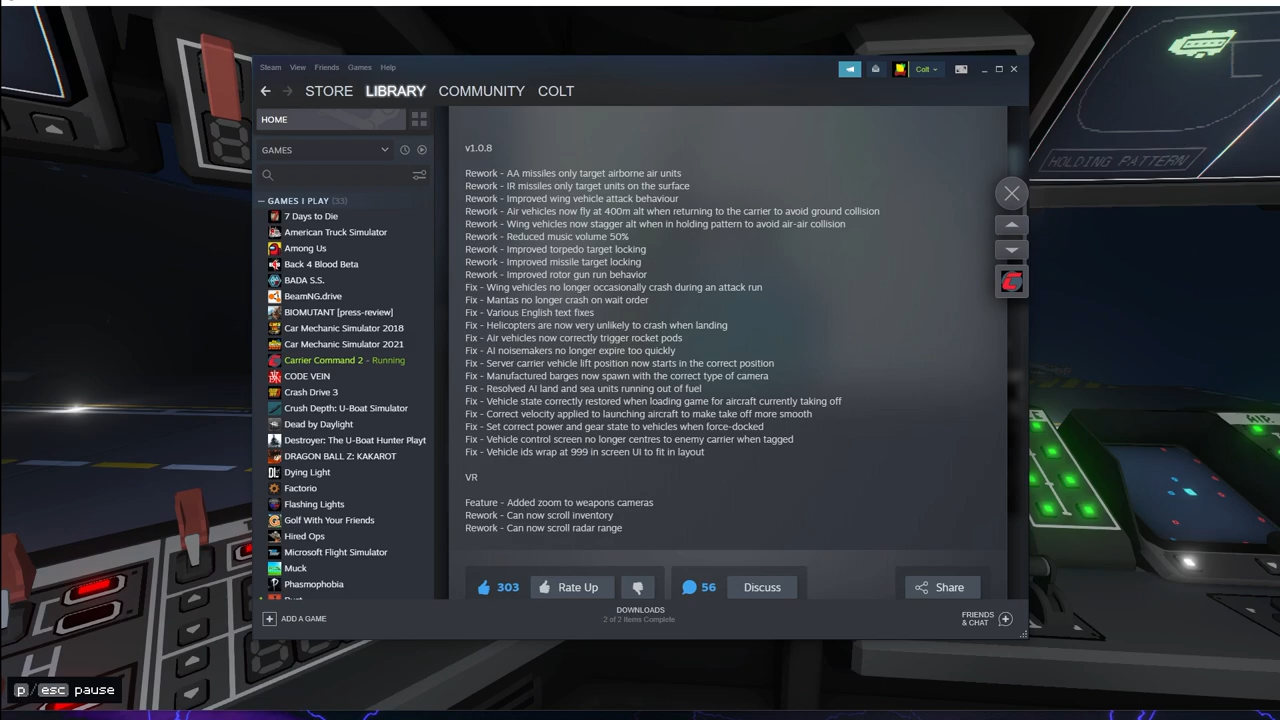 Steam View Friends Games Help
Colt
STORE LIBRARY COMMUNITY COLT
HOME
GAMES
GAMES I PLAY (33)
7 Days to Die
American Truck Simulator
Among Us
Back 4 Blood Beta
BADA S.S.
BeamNG.drive
BIOMUTANT [press-review]
Car Mechanic Simulator 2018
Car Mechanic Simulator 2021
Carrier Command 2 - Running
CODE VEIN
Crash Drive 3
Crush Depth: U-Boat Simulator
Dead by Daylight
Destroyer: The U-Boat Hunter Playt
DRAGON BALL Z: KAKAROT
Dying Light
Factorio
Flashing Lights
Golf With Your Friends
Hired Ops
Microsoft Flight Simulator
Muck
Phasmophobia
ADD A GAME
v1.0.8
Rework - AA missiles only target airborne air units
Rework - IR missiles only target units on the surface
Rework - Improved wing vehicle attack behaviour
Rework - Air vehicles now fly at 400m alt when returning to the carrier to avoid ground collision
Rework - Wing vehicles now stagger alt when in holding pattern to avoid air-air collision
Rework - Reduced music volume 50%
Rework - Improved torpedo target locking
Rework - Improved missile target locking
Rework - Improved rotor gun run behavior
Fix - Wing vehicles no longer occasionally crash during an attack run
Fix - Mantas no longer crash on wait order
Fix - Various English text fixes
Fix - Helicopters are now very unlikely to crash when landing
Fix - Air vehicles now correctly trigger rocket pods
Fix - AI noisemakers no longer expire too quickly
Fix - Server carrier vehicle lift position now starts in the correct position
Fix - Manufactured barges now spawn with the correct type of camera
Fix - Resolved AI land and sea units running out of fuel
Fix - Vehicle state correctly restored when loading game for aircraft currently taking off
Fix - Correct velocity applied to launching aircraft to make take off more smooth
Fix - Set correct power and gear state to vehicles when force-docked
Fix - Vehicle control screen no longer centres to enemy carrier when tagged
Fix - Vehicle ids wrap at 999 in screen UI to fit in layout
VR
Feature - Added zoom to weapons cameras
Rework - Can now scroll inventory
Rework - Can now scroll radar range
303 Rate Up 56 Discuss Share
DOWNLOADS
2 of 2 Items Complete
FRIENDS
& CHAT
HOLDING PATTERN
p / esc pause